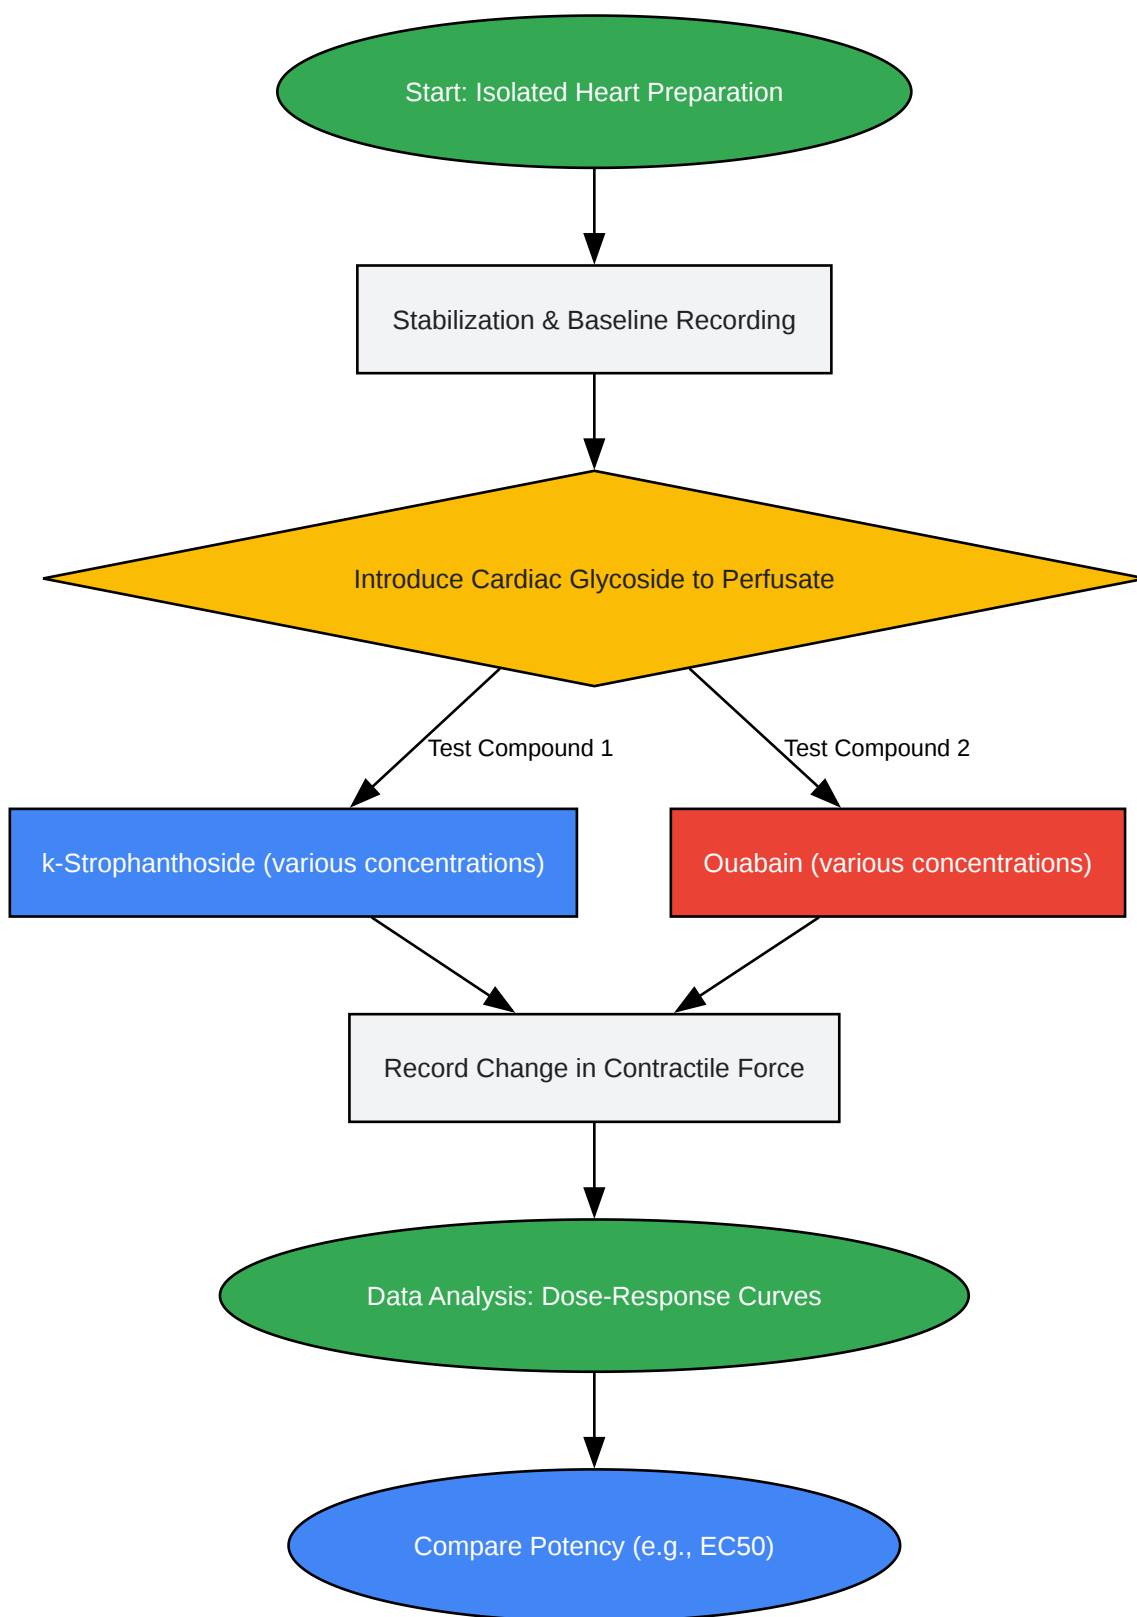 Start: Isolated Heart Preparation
Stabilization & Baseline Recording
Introduce Cardiac Glycoside to Perfusate
Test Compound 1
Test Compound 2
k-Strophanthoside (various concentrations)
Ouabain (various concentrations)
Record Change in Contractile Force
Data Analysis: Dose-Response Curves
Compare Potency (e.g., EC50)